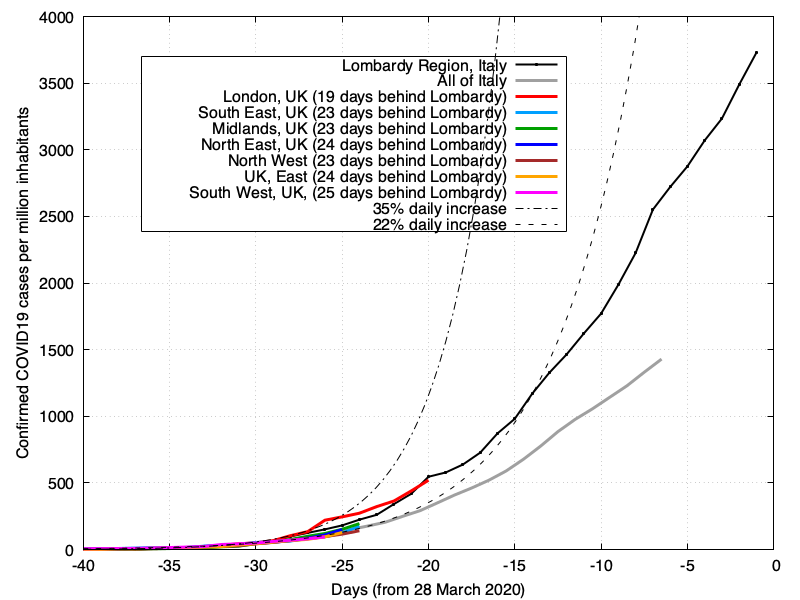 4000
3500
3000
2500
2000
1500
1000
500
0
Confirmed COVID19 cases per million inhabitants
Lombardy Region, Italy
All of Italy
London, UK (19 days behind Lombardy)
South East, UK (23 days behind Lombardy)
Midlands, UK (23 days behind Lombardy)
North East, UK (24 days behind Lombardy)
North West (23 days behind Lombardy)
UK, East (24 days behind Lombardy)
South West, UK, (25 days behind Lombardy)
35% daily increase
22% daily increase
-40 -35 -30 -25 -20 -15 -10 -5 0
Days (from 28 March 2020)